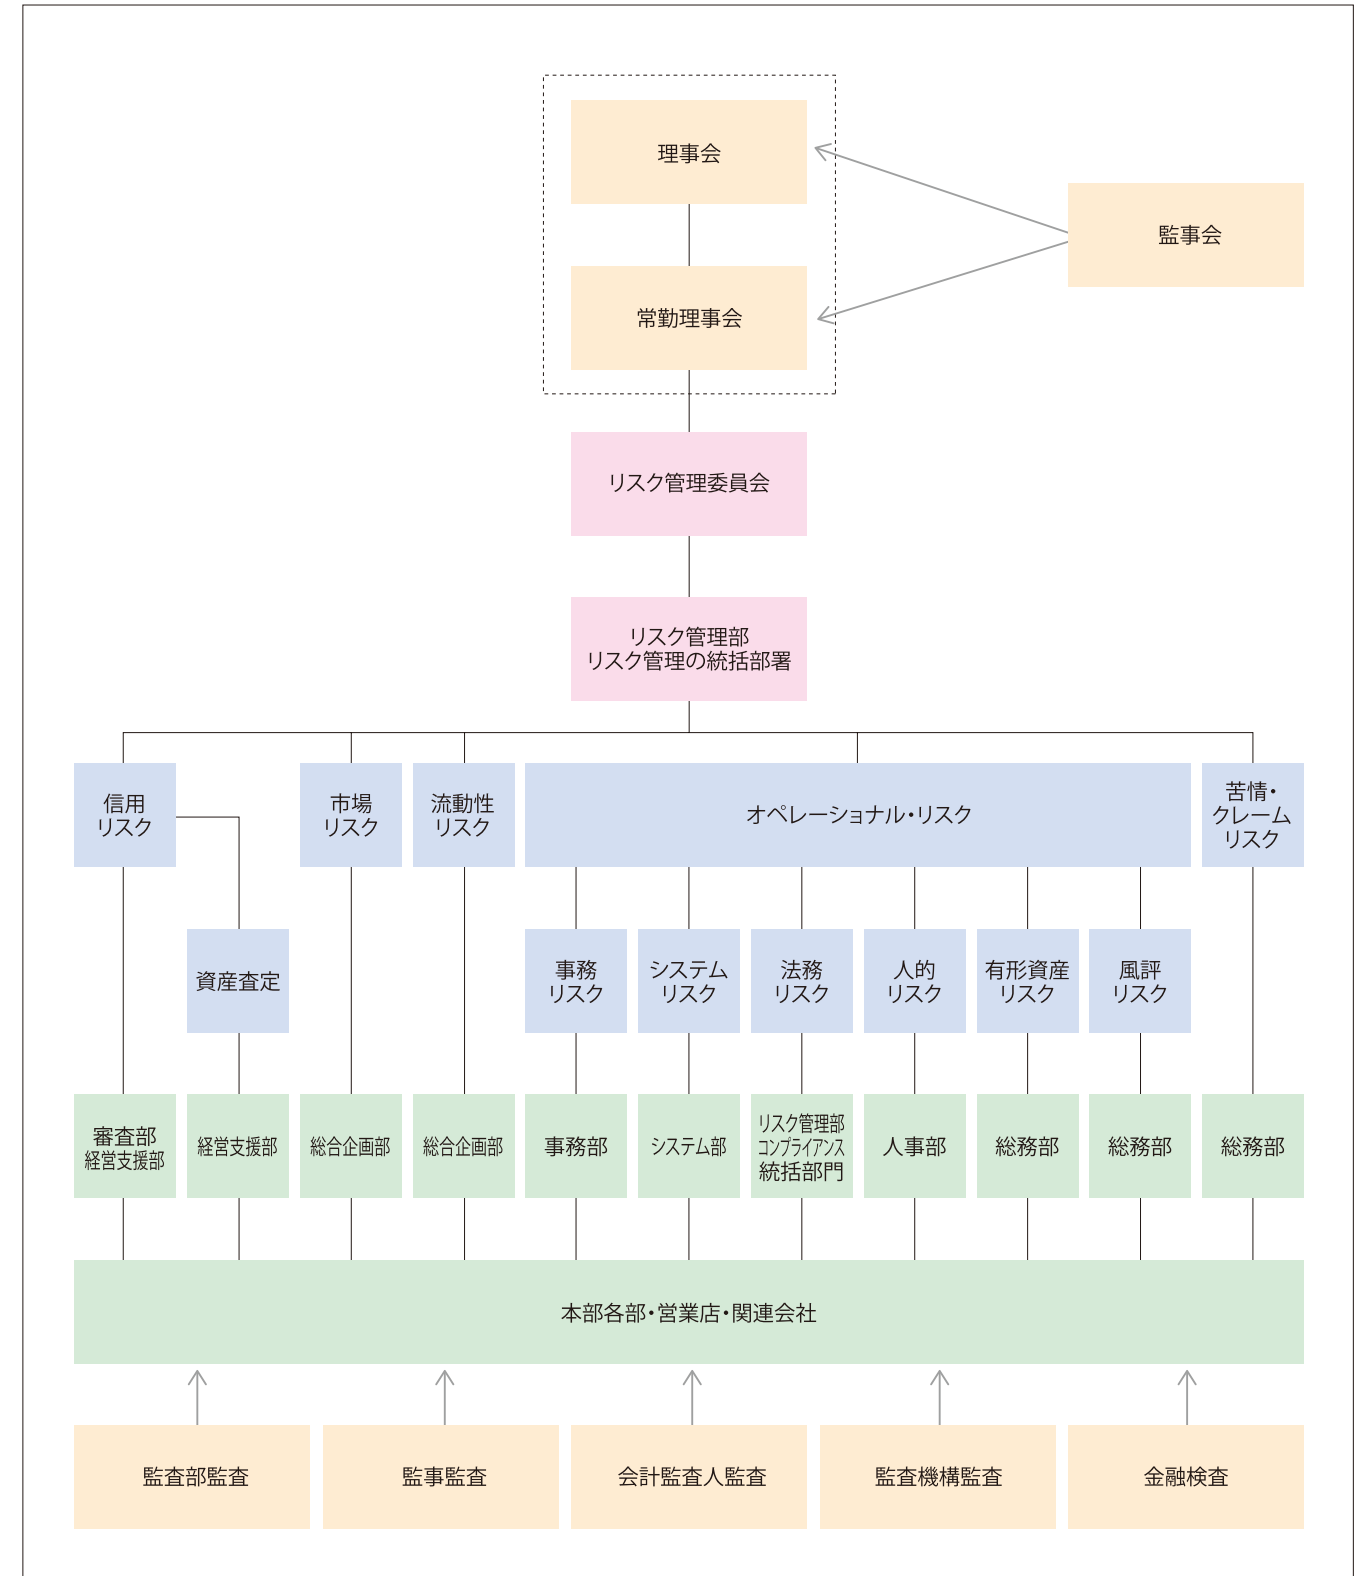 理事会
監事会
常勤理事会
リスク管理委員会
リスク管理部
リスク管理の統括部署
信用
リスク
市場
リスク
流動性
リスク
オペレーショナル・リスク
苦情・
クレーム
リスク
資産査定
事務
リスク
システム
リスク
法務
リスク
人的
リスク
有形資産
リスク
風評
リスク
審査部
経営支援部
経営支援部
総合企画部
総合企画部
事務部
システム部
リスク管理部
コンプライアンス
統括部門
人事部
総務部
総務部
総務部
本部各部・営業店・関連会社
監査部監査
監事監査
会計監査人監査
監査機構監査
金融検査